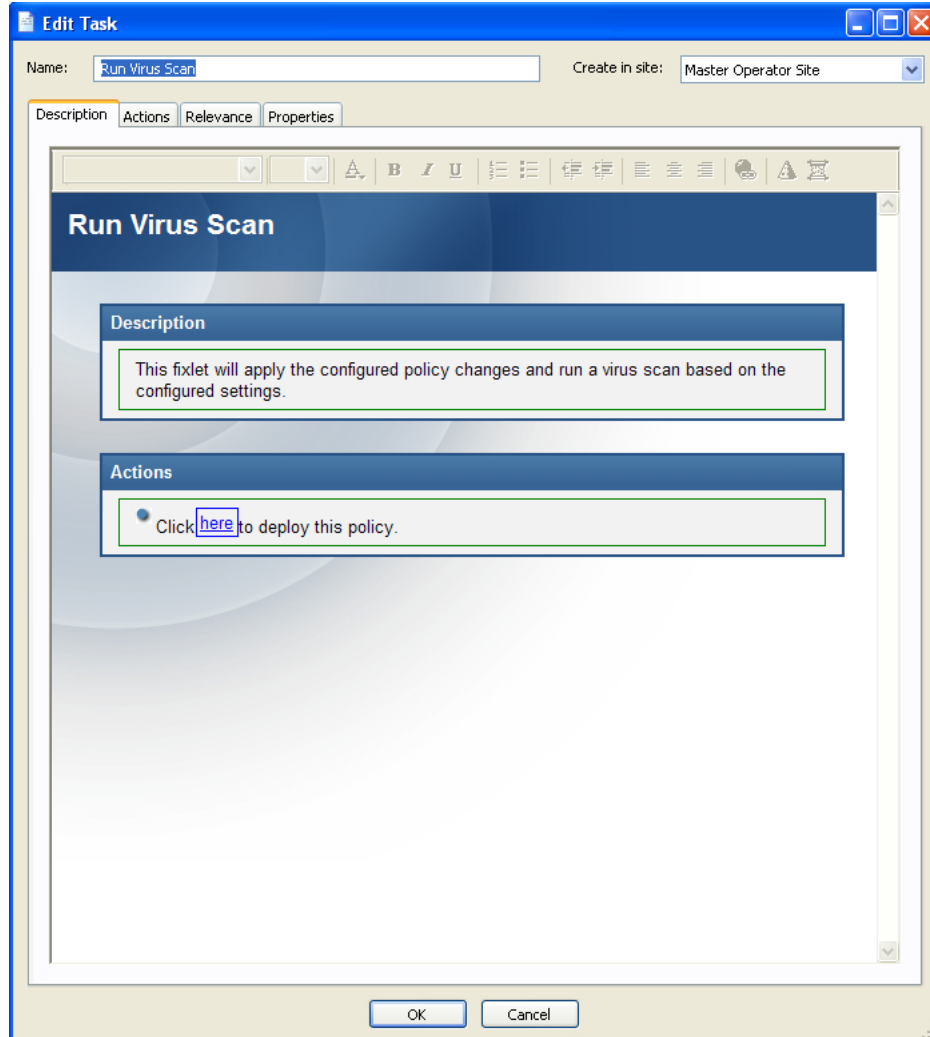 Edit Task
Name: Run Virus Scan Create in site: Master Operator Site
Description Actions Relevance Properties
A B I U
Run Virus Scan
Description
This fixlet will apply the configured policy changes and run a virus scan based on the
configured settings.
Actions
Click here to deploy this policy.
OK Cancel